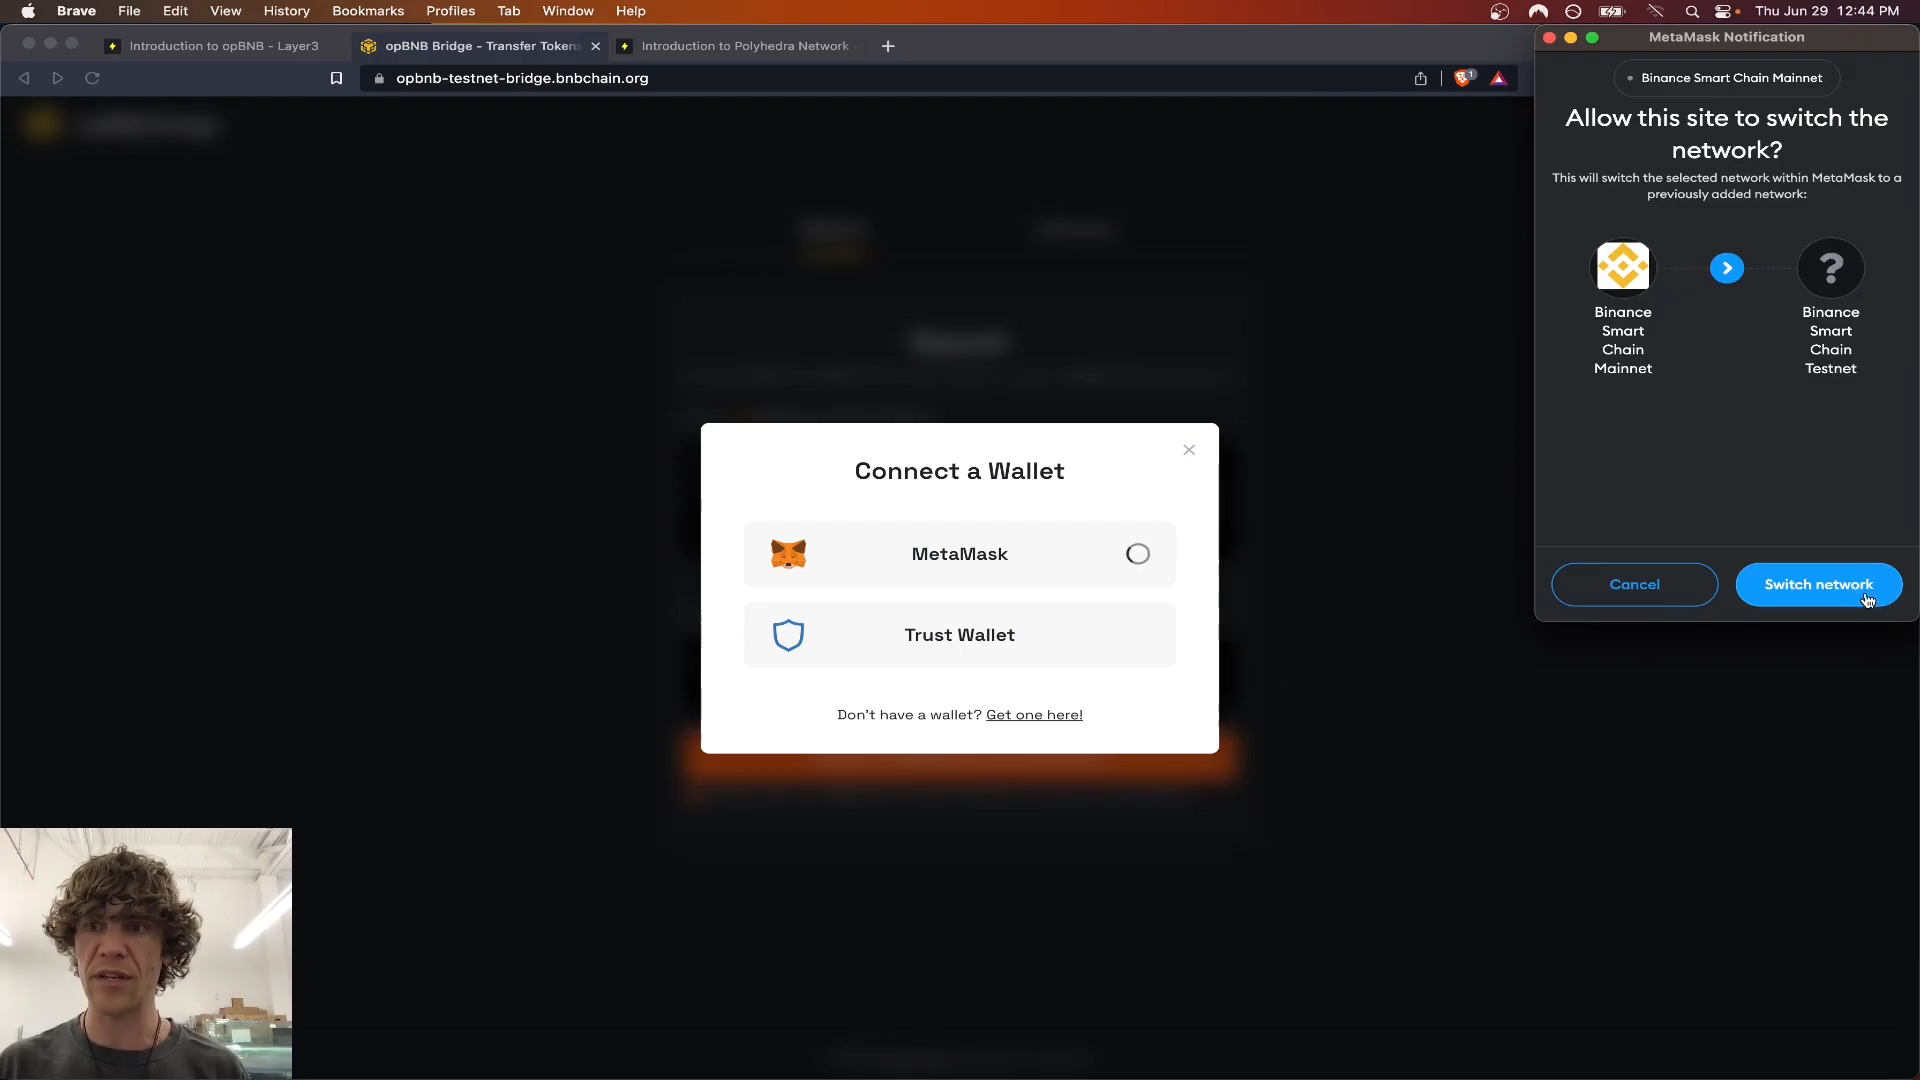 Brave File Edit View History Bookmarks Profiles Tab Window Help
Thu Jun 29 12:44 PM
Introduction to opBNB - Layer3
opBNB Bridge - Transfer Tokens
Introduction to Polyhedra Network
opbnb-testnet-bridge.bnbchain.org
1
MetaMask Notification
Binance Smart Chain Mainnet
Allow this site to switch the
network?
This will switch the selected network within MetaMask to a
previously added network:
?
Binance
Smart
Chain
Mainnet
Binance
Smart
Chain
Testnet
Cancel
Switch network
Connect a Wallet
MetaMask
Trust Wallet
Don't have a wallet? Get one here!